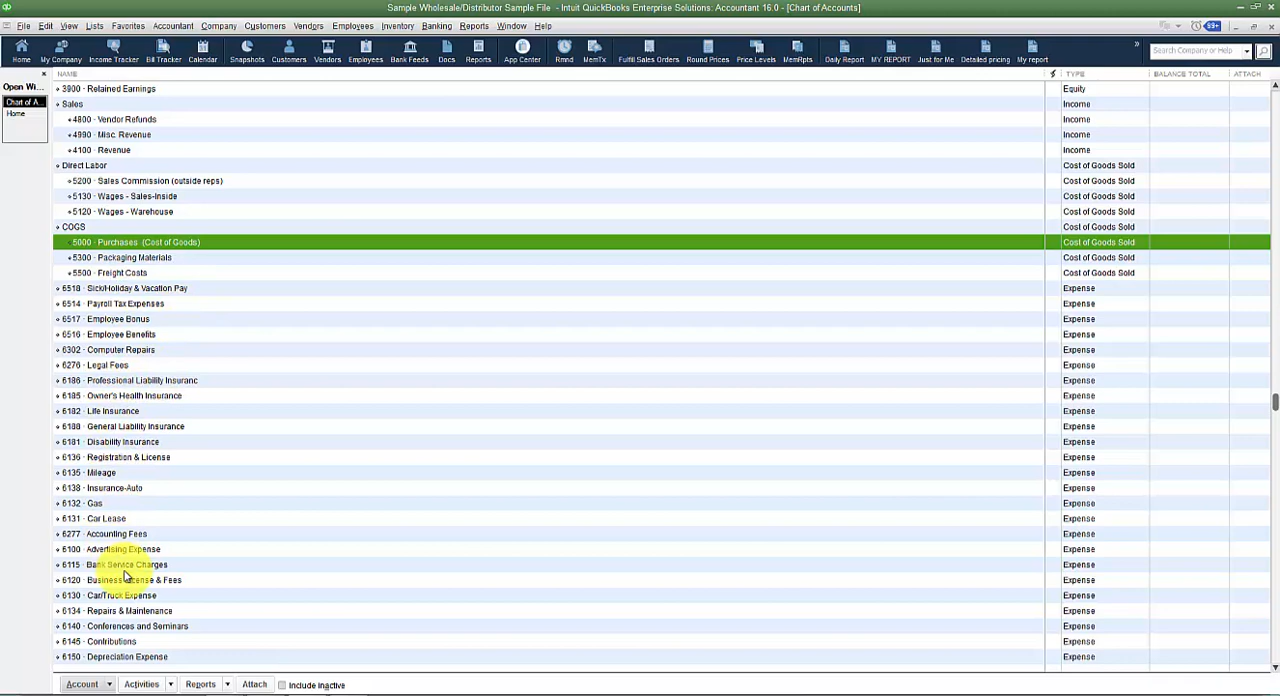 Sample Wholesale/Distributor Sample File - Intuit QuickBooks Enterprise Solutions: Accountant 16.0 - [Chart of Accounts]
File Edit View Lists Favorites Accountant Company Customers Vendors Employees Inventory Banking Reports Window Help 99+
Home My Company Income Tracker Bill Tracker Calendar Snapshots Customers Vendors Employees Bank Feeds Docs Reports App Center Rmnd MemTx Fulfill Sales Orders Round Prices Price Levels MemRpts Daily Report MY REPORT Just for Me Detailed pricing My report » Search Company or Help
NAME TYPE BALANCE TOTAL ATTACH
Open Wi...
Chart of A...
Home
3900 · Retained Earnings Equity
Sales Income
4800 · Vendor Refunds Income
4990 · Misc. Revenue Income
4100 · Revenue Income
Direct Labor Cost of Goods Sold
5200 · Sales Commission (outside reps) Cost of Goods Sold
5130 · Wages - Sales-Inside Cost of Goods Sold
5120 · Wages - Warehouse Cost of Goods Sold
COGS Cost of Goods Sold
5000 · Purchases (Cost of Goods) Cost of Goods Sold
5300 · Packaging Materials Cost of Goods Sold
5500 · Freight Costs Cost of Goods Sold
6518 · Sick/Holiday & Vacation Pay Expense
6514 · Payroll Tax Expenses Expense
6517 · Employee Bonus Expense
6516 · Employee Benefits Expense
6302 · Computer Repairs Expense
6276 · Legal Fees Expense
6186 · Professional Liability Insuranc Expense
6185 · Owner's Health Insurance Expense
6182 · Life Insurance Expense
6188 · General Liability Insurance Expense
6181 · Disability Insurance Expense
6136 · Registration & License Expense
6135 · Mileage Expense
6138 · Insurance-Auto Expense
6132 · Gas Expense
6131 · Car Lease Expense
6277 · Accounting Fees Expense
6100 · Advertising Expense Expense
6115 · Bank Service Charges Expense
6120 · Business License & Fees Expense
6130 · Car/Truck Expense Expense
6134 · Repairs & Maintenance Expense
6140 · Conferences and Seminars Expense
6145 · Contributions Expense
6150 · Depreciation Expense Expense
Account Activities Reports Attach Include inactive